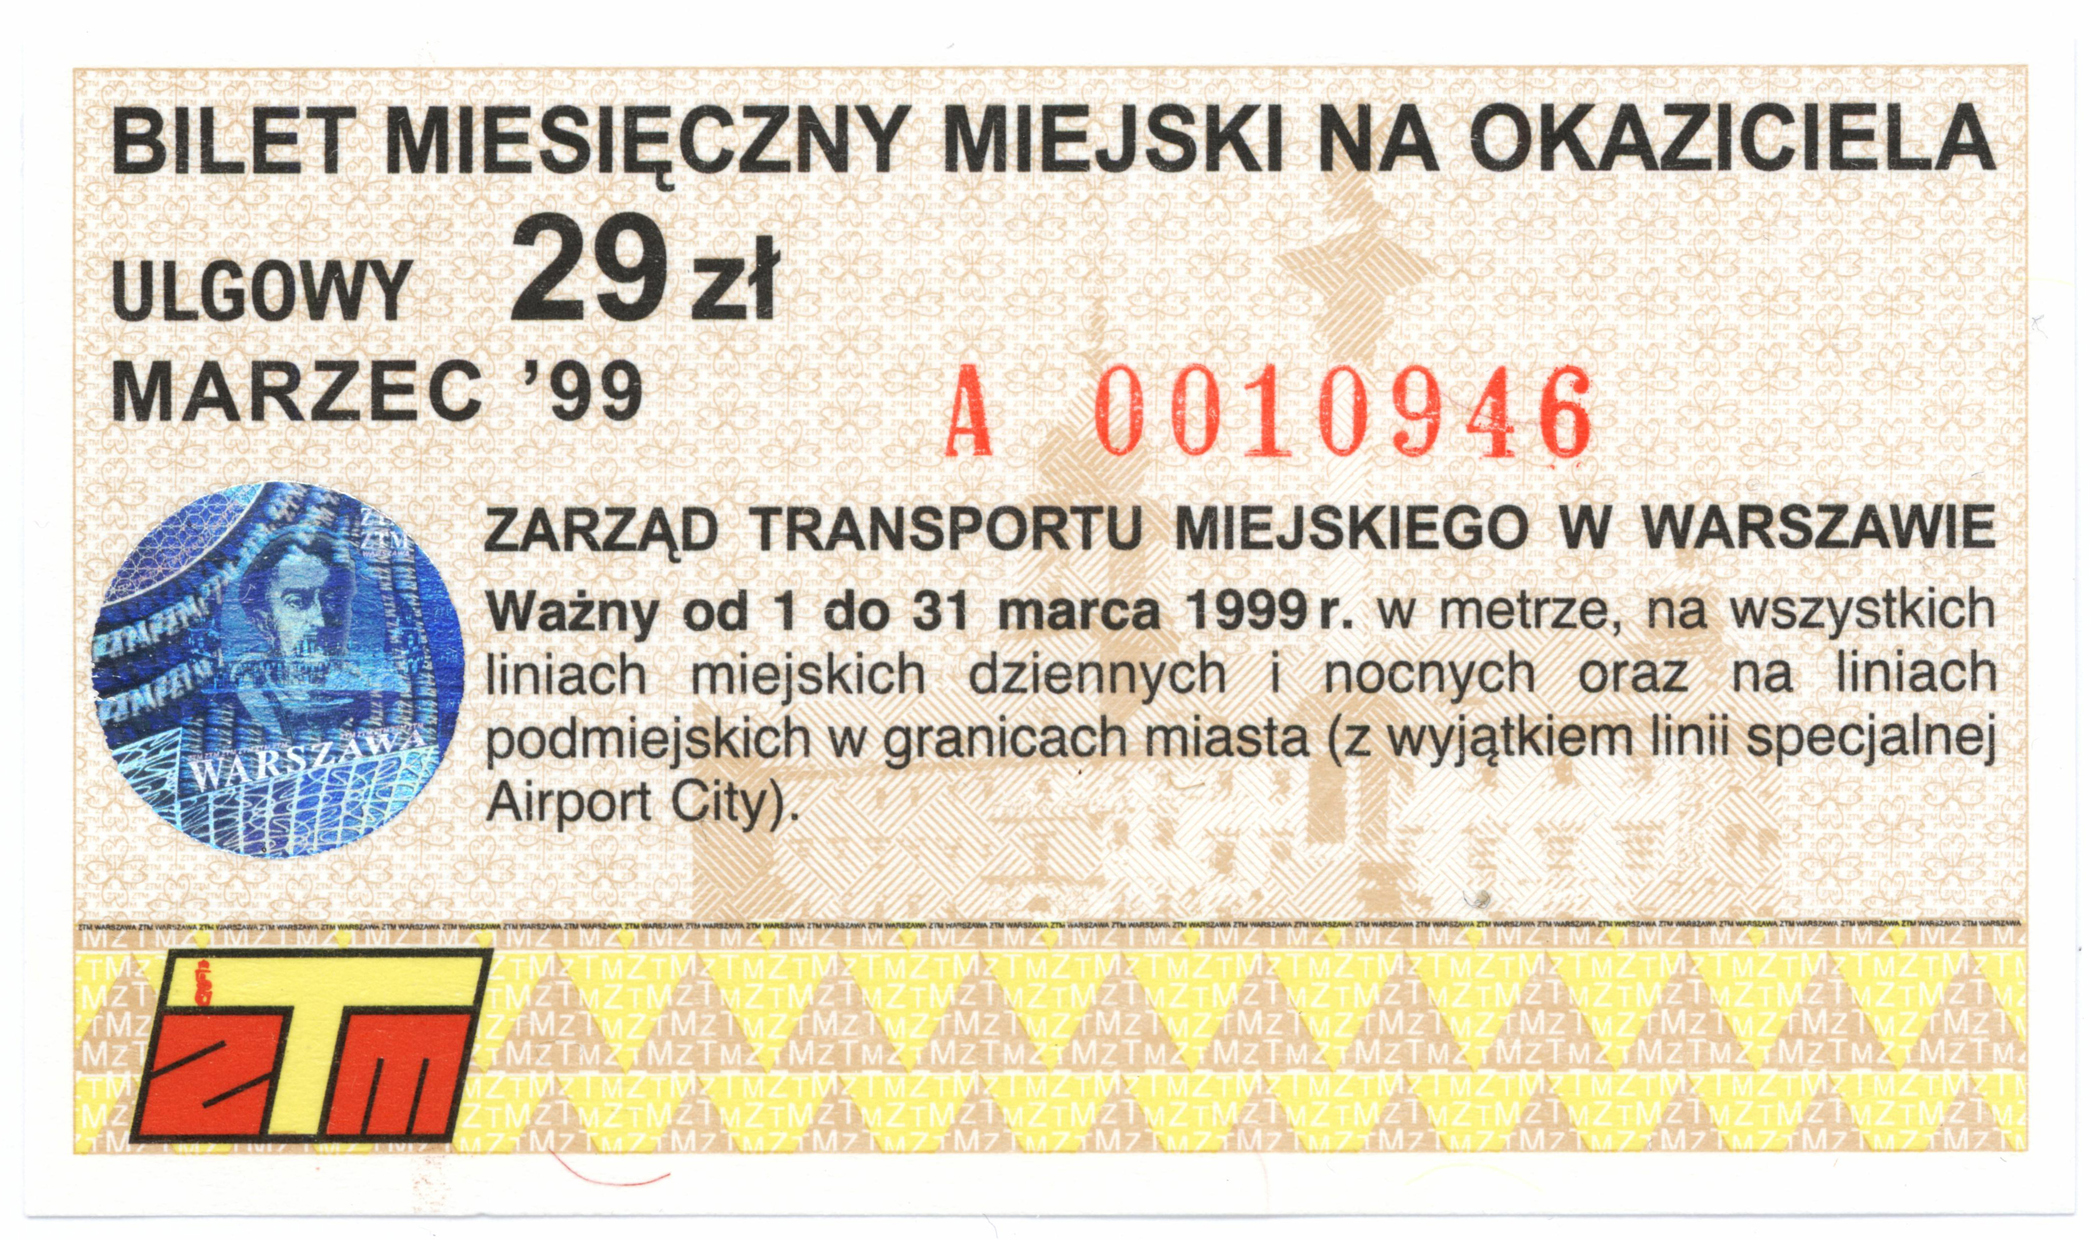 BILET MIESIĘCZNY MIEJSKI NA OKAZICIELA
ULGOWY 29 zł
MARZEC '99
A 0010946
ZARZĄD TRANSPORTU MIEJSKIEGO W WARSZAWIE
Ważny od 1 do 31 marca 1999 r. w metrze, na wszystkich
liniach miejskich dziennych i nocnych oraz na liniach
podmiejskich w granicach miasta (z wyjątkiem linii specjalnej
Airport City).
ZTM
WARSZAWA
WARSZAWA
ZTM